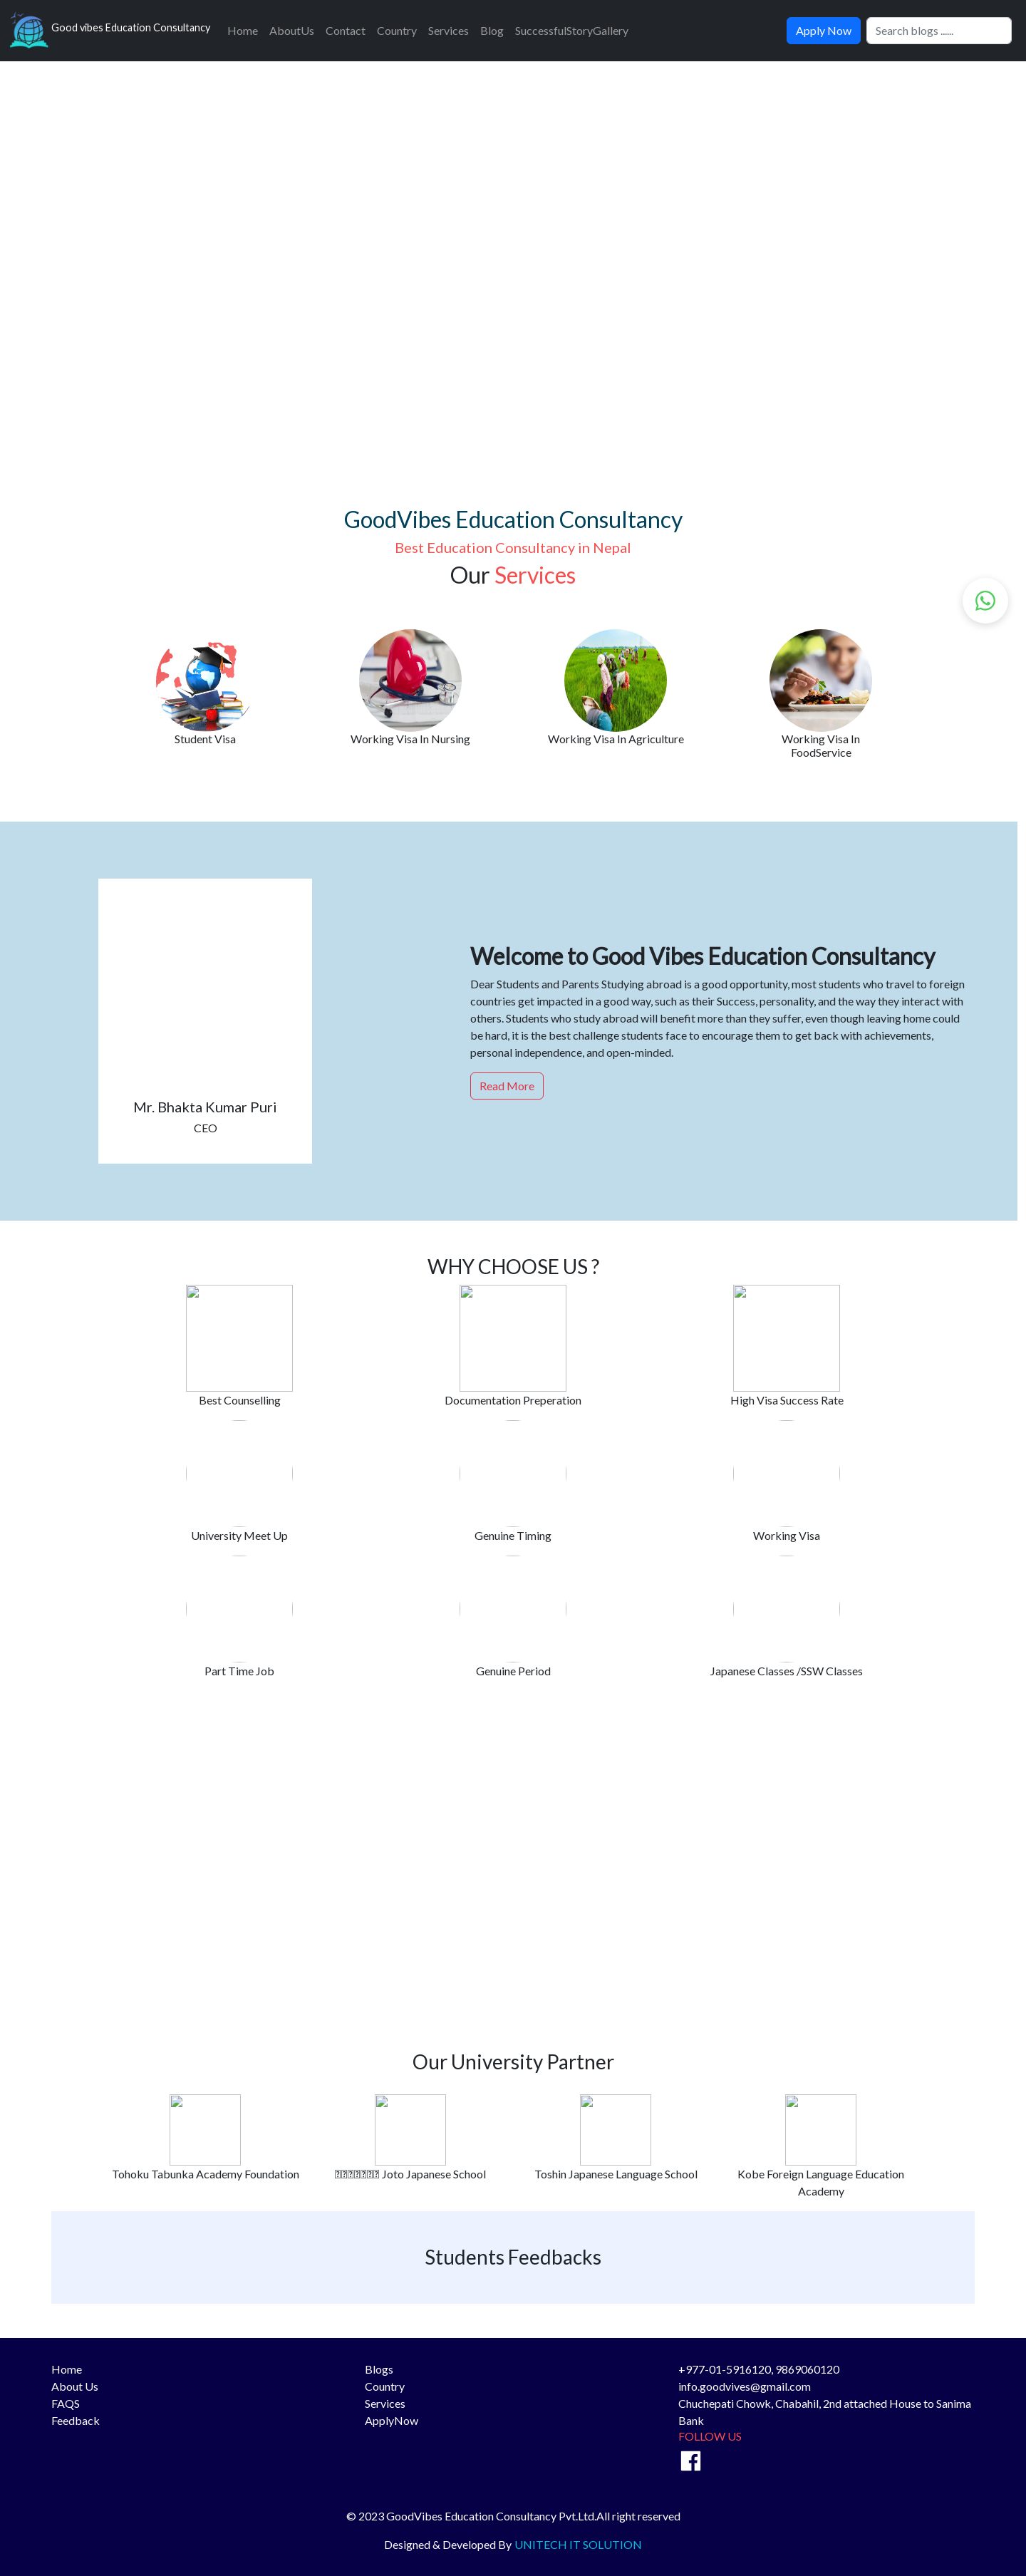 Good vibes Education Consultancy
Home AboutUs Contact Country Services Blog SuccessfulStoryGallery
Apply Now
Search blogs ......
GoodVibes Education Consultancy
Best Education Consultancy in Nepal
Our Services
Student Visa
Working Visa In Nursing
Working Visa In Agriculture
Working Visa In
FoodService
Mr. Bhakta Kumar Puri
CEO
Welcome to Good Vibes Education Consultancy
Dear Students and Parents Studying abroad is a good opportunity, most students who travel to foreign
countries get impacted in a good way, such as their Success, personality, and the way they interact with
others. Students who study abroad will benefit more than they suffer, even though leaving home could
be hard, it is the best challenge students face to encourage them to get back with achievements,
personal independence, and open-minded.
Read More
WHY CHOOSE US ?
Best Counselling
Documentation Preperation
High Visa Success Rate
University Meet Up
Genuine Timing
Working Visa
Part Time Job
Genuine Period
Japanese Classes /SSW Classes
Our University Partner
Tohoku Tabunka Academy Foundation
Joto Japanese School
Toshin Japanese Language School
Kobe Foreign Language Education
Academy
Students Feedbacks
Home
About Us
FAQS
Feedback
Blogs
Country
Services
ApplyNow
+977-01-5916120, 9869060120
info.goodvives@gmail.com
Chuchepati Chowk, Chabahil, 2nd attached House to Sanima
Bank
FOLLOW US
© 2023 GoodVibes Education Consultancy Pvt.Ltd.All right reserved
Designed & Developed By UNITECH IT SOLUTION